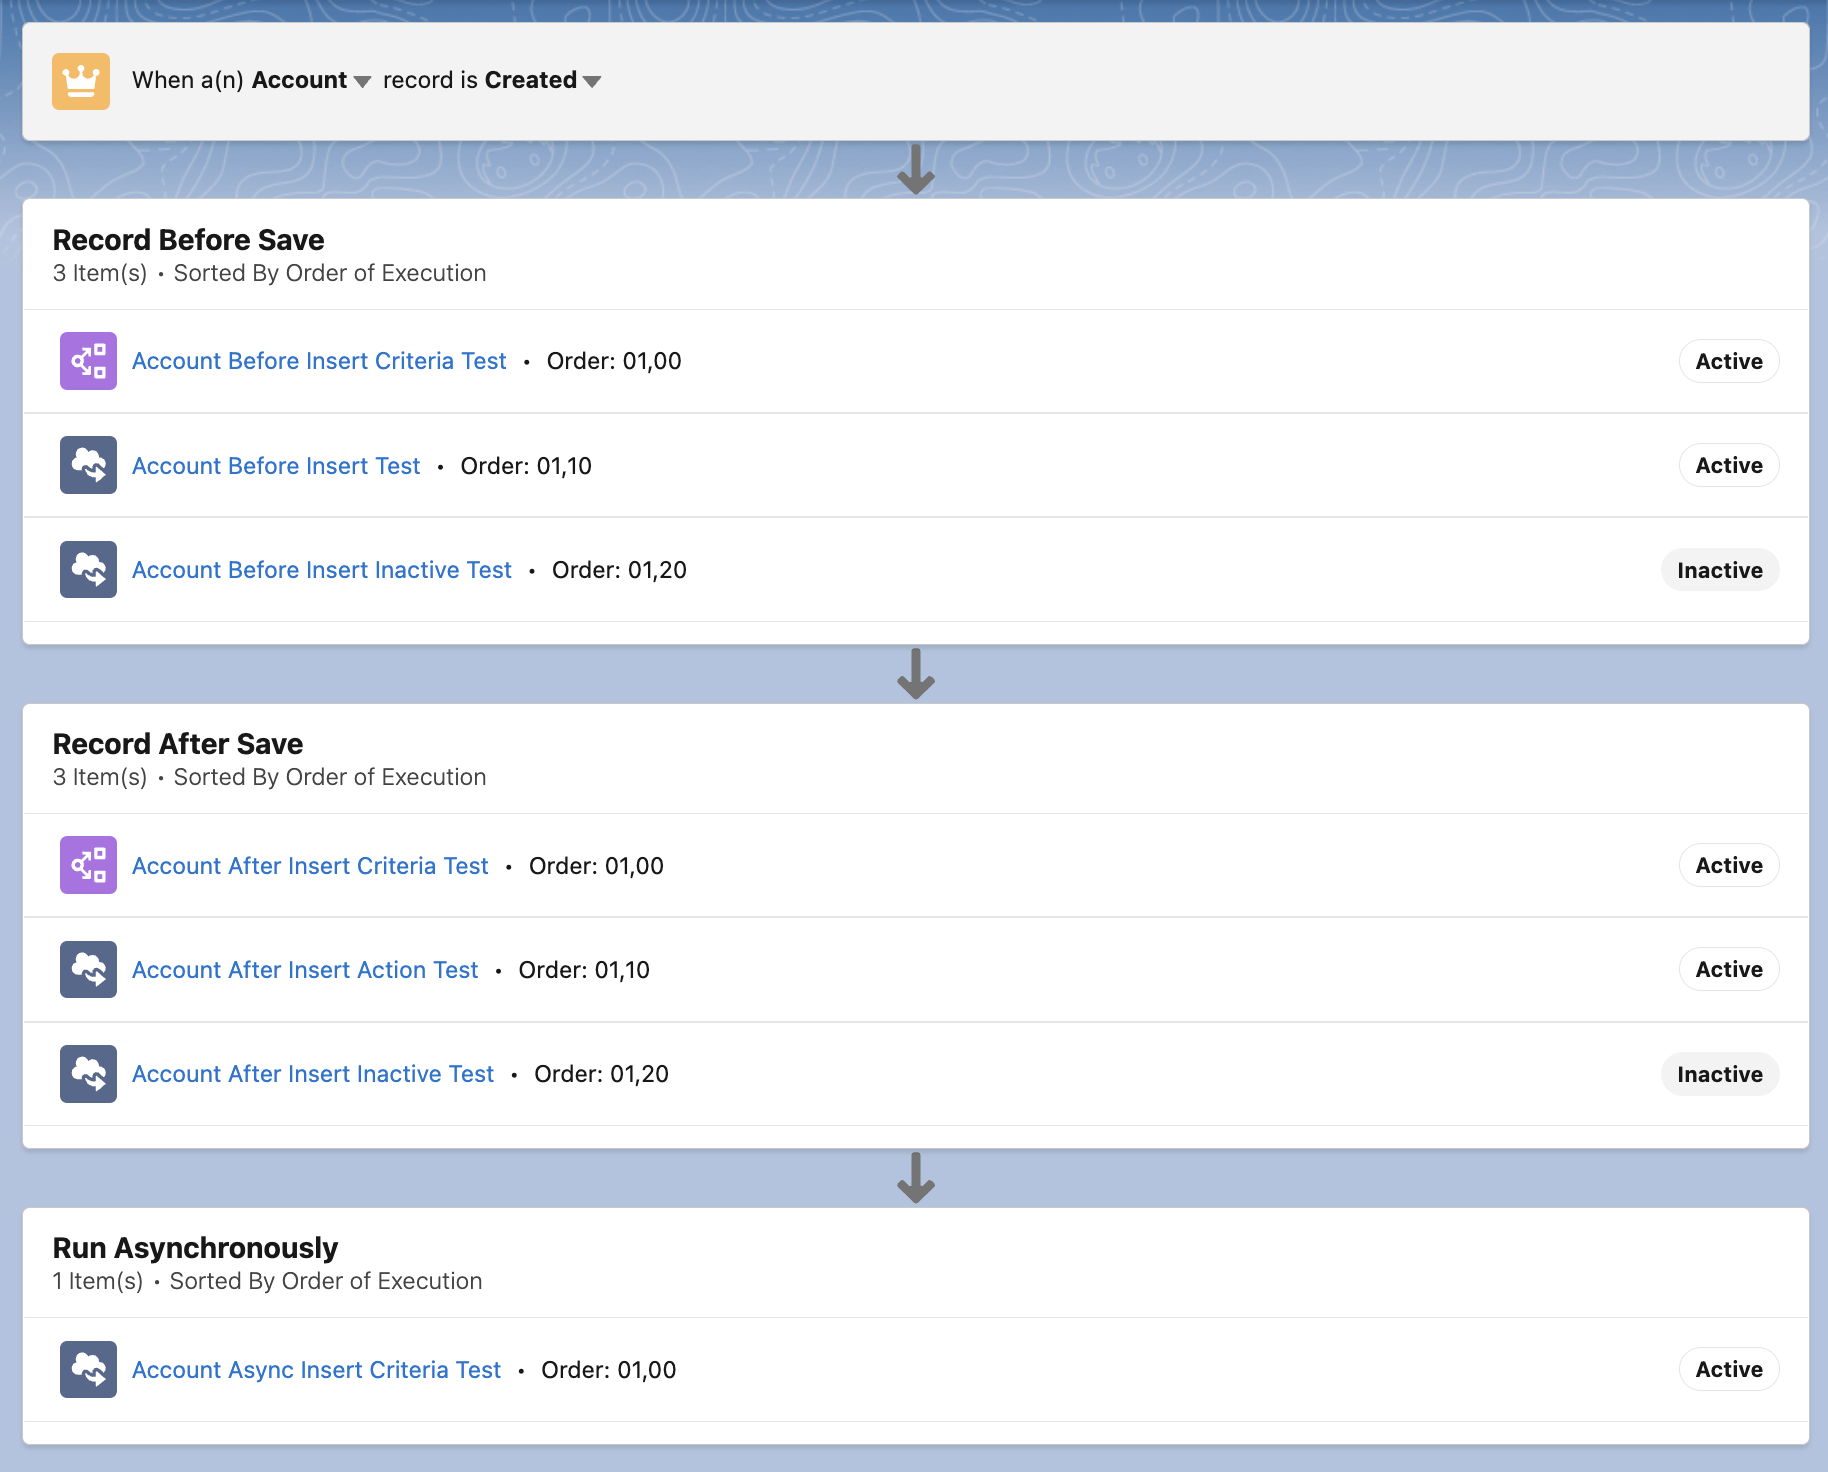 When a(n) Account record is Created
Record Before Save
3 Item(s) • Sorted By Order of Execution
Account Before Insert Criteria Test • Order: 01,00 Active
Account Before Insert Test • Order: 01,10 Active
Account Before Insert Inactive Test • Order: 01,20 Inactive
Record After Save
3 Item(s) • Sorted By Order of Execution
Account After Insert Criteria Test • Order: 01,00 Active
Account After Insert Action Test • Order: 01,10 Active
Account After Insert Inactive Test • Order: 01,20 Inactive
Run Asynchronously
1 Item(s) • Sorted By Order of Execution
Account Async Insert Criteria Test • Order: 01,00 Active